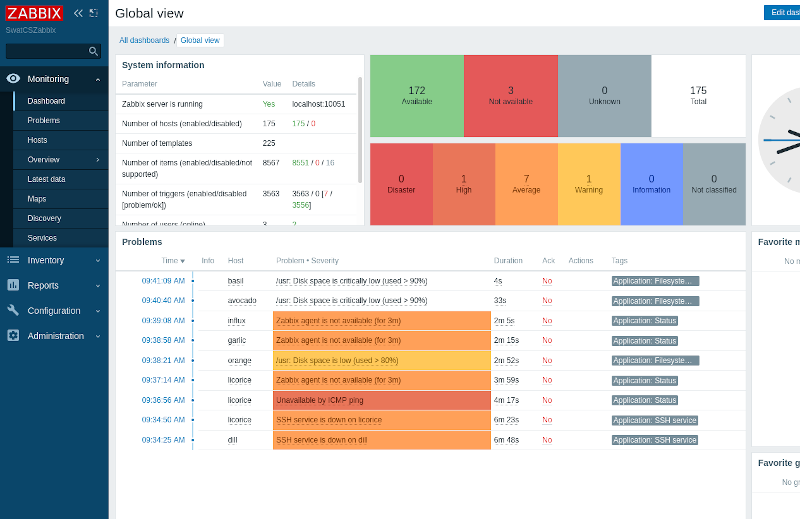 ZABBIX
SwatCSZabbix
Monitoring
Dashboard
Problems
Hosts
Overview
Latest data
Maps
Discovery
Services
Inventory
Reports
Configuration
Administration
Global view
Edit das
All dashboards / Global view
System information
Parameter Value Details
Zabbix server is running Yes localhost:10051
Number of hosts (enabled/disabled) 175 175 / 0
Number of templates 225
Number of items (enabled/disabled/not supported) 8567 8551 / 0 / 16
Number of triggers (enabled/disabled [problem/ok]) 3563 3563 / 0 [7 / 3556]
Number of users (online) 3 2
172 Available
3 Not available
0 Unknown
175 Total
0 Disaster
1 High
7 Average
1 Warning
0 Information
0 Not classified
Problems
Time Info Host Problem • Severity Duration Ack Actions Tags
09:41:09 AM basil /usr: Disk space is critically low (used > 90%) 4s No Application: Filesyste…
09:40:40 AM avocado /usr: Disk space is critically low (used > 90%) 33s No Application: Filesyste…
09:39:08 AM influx Zabbix agent is not available (for 3m) 2m 5s No Application: Status
09:38:58 AM garlic Zabbix agent is not available (for 3m) 2m 15s No Application: Status
09:38:21 AM orange /usr: Disk space is low (used > 80%) 2m 52s No Application: Filesyste…
09:37:14 AM licorice Zabbix agent is not available (for 3m) 3m 59s No Application: Status
09:36:56 AM licorice Unavailable by ICMP ping 4m 17s No Application: Status
09:34:50 AM licorice SSH service is down on licorice 6m 23s No Application: SSH service
09:34:25 AM dill SSH service is down on dill 6m 48s No Application: SSH service
Favorite m
No
Favorite g
No gr